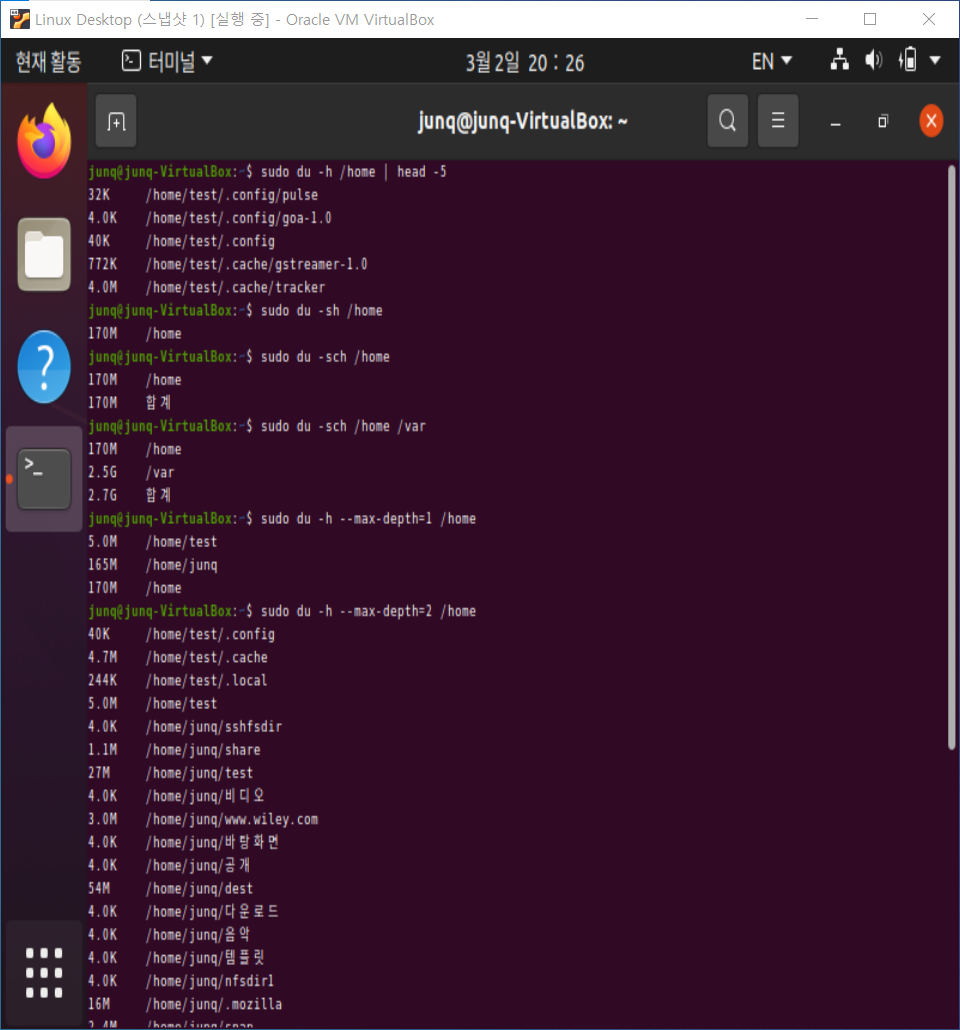 Linux Desktop (스냅샷 1) [실행 중] - Oracle VM VirtualBox
현재 활동 터미널 3월 2일 20 : 26 EN
junq@junq-VirtualBox: ~
junq@junq-VirtualBox:~$ sudo du -h /home | head -5
32K /home/test/.config/pulse
4.0K /home/test/.config/goa-1.0
40K /home/test/.config
772K /home/test/.cache/gstreamer-1.0
4.0M /home/test/.cache/tracker
junq@junq-VirtualBox:~$ sudo du -sh /home
170M /home
junq@junq-VirtualBox:~$ sudo du -sch /home
170M /home
170M 합계
junq@junq-VirtualBox:~$ sudo du -sch /home /var
170M /home
2.5G /var
2.7G 합계
junq@junq-VirtualBox:~$ sudo du -h --max-depth=1 /home
5.0M /home/test
165M /home/junq
170M /home
junq@junq-VirtualBox:~$ sudo du -h --max-depth=2 /home
40K /home/test/.config
4.7M /home/test/.cache
244K /home/test/.local
5.0M /home/test
4.0K /home/junq/sshfsdir
1.1M /home/junq/share
27M /home/junq/test
4.0K /home/junq/비디오
3.0M /home/junq/www.wiley.com
4.0K /home/junq/바탕화면
4.0K /home/junq/공개
54M /home/junq/dest
4.0K /home/junq/다운로드
4.0K /home/junq/음악
4.0K /home/junq/템플릿
4.0K /home/junq/nfsdir1
16M /home/junq/.mozilla
2.4M /home/junq/snap